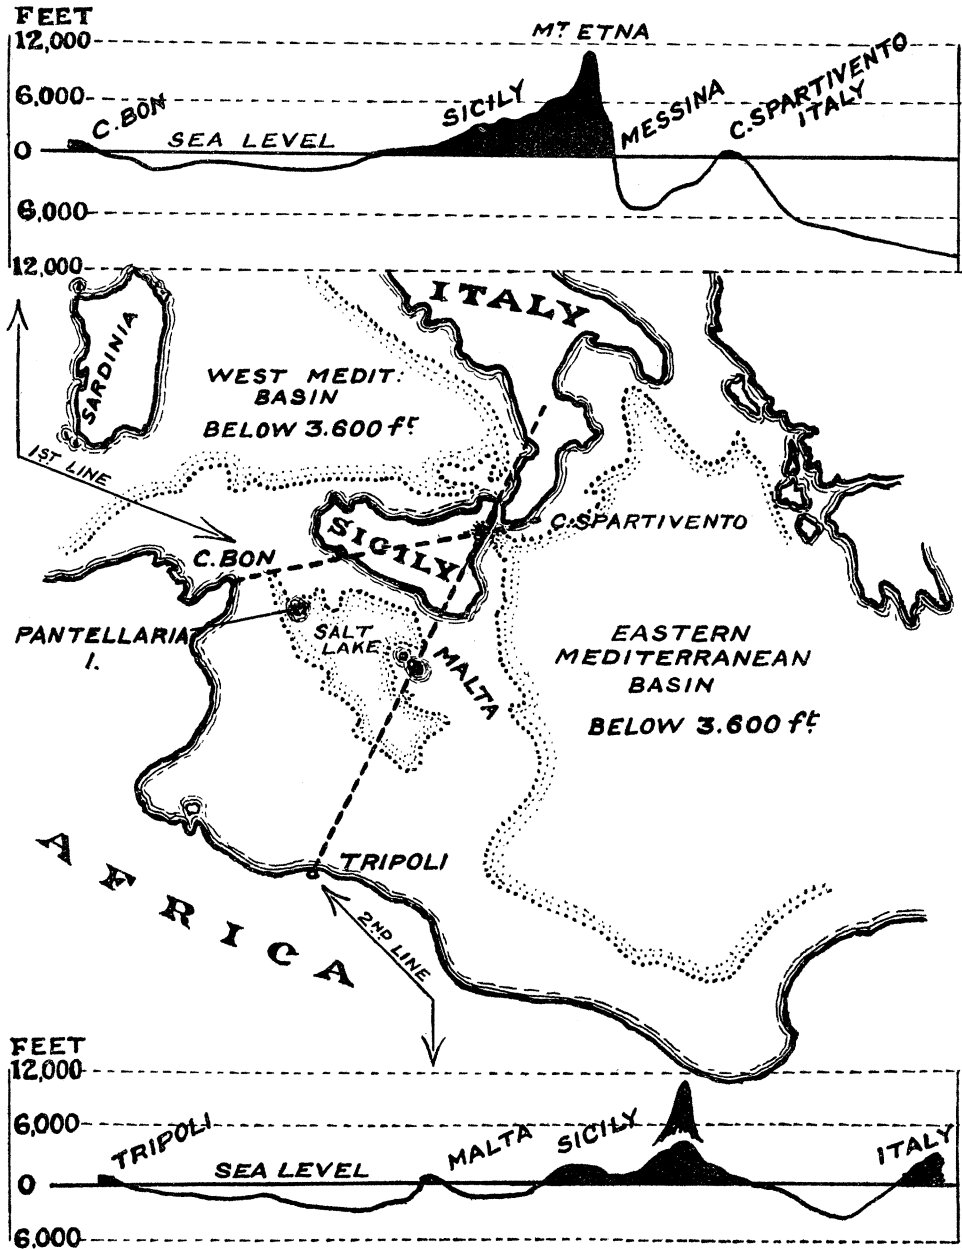 FEET
12,000
Mᵀ ETNA
6,000
C.BON
SICILY
MESSINA
C.SPARTIVENTO
ITALY
SEA LEVEL
0
6,000
12,000
ITALY
SARDINIA
WEST MEDIT:
BASIN
BELOW 3.600 fᵗ
1ST LINE
SICILY
C.SPARTIVENTO
C.BON
PANTELLARIA
I.
SALT
LAKE
MALTA
EASTERN
MEDITERRANEAN
BASIN
BELOW 3.600 fᵗ
AFRICA
TRIPOLI
2ND LINE
FEET
12,000
6,000
TRIPOLI
MALTA
SICILY
ITALY
SEA LEVEL
0
6,000